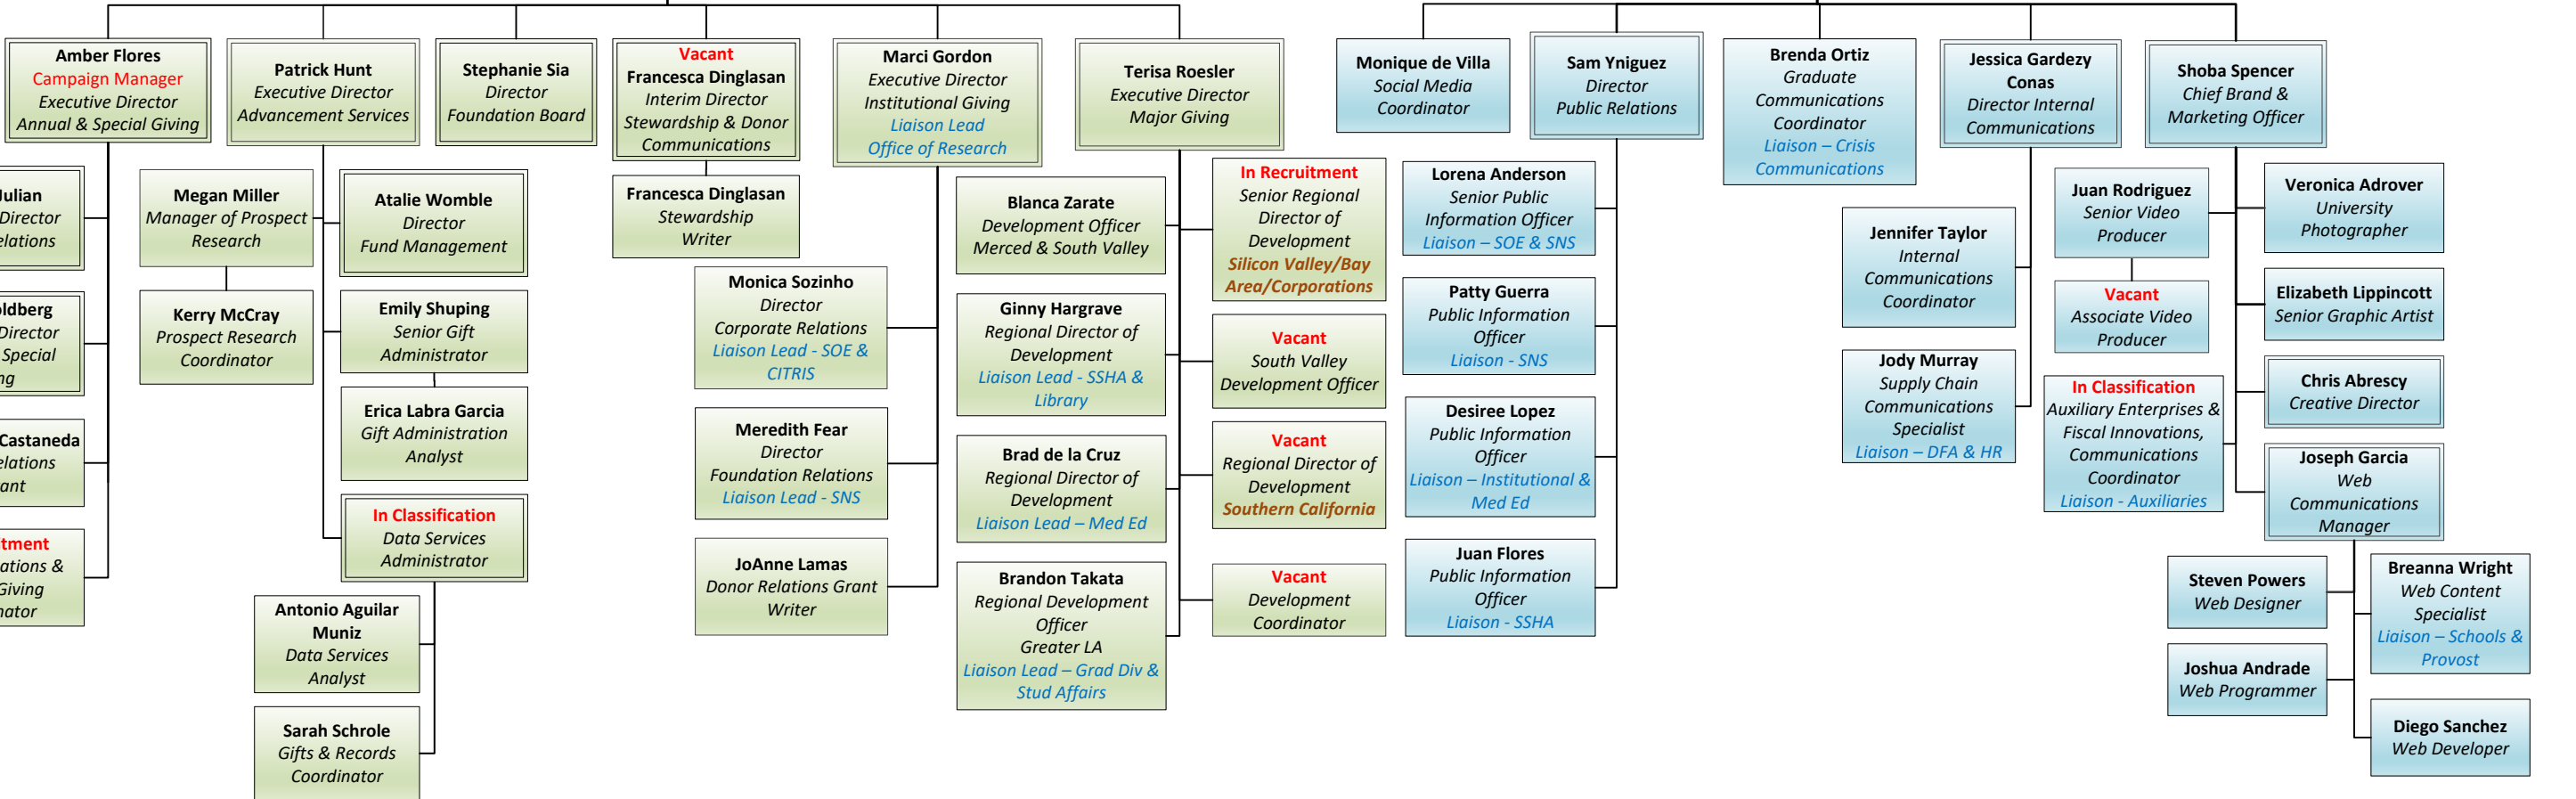 Amber Flores
Campaign Manager
Executive Director
Annual & Special Giving
Patrick Hunt
Executive Director
Advancement Services
Stephanie Sia
Director
Foundation Board
Vacant
Francesca Dinglasan
Interim Director
Stewardship & Donor
Communications
Marci Gordon
Executive Director
Institutional Giving
Liaison Lead
Office of Research
Terisa Roesler
Executive Director
Major Giving
Monique de Villa
Social Media
Coordinator
Sam Yniguez
Director
Public Relations
Brenda Ortiz
Graduate
Communications
Coordinator
Liaison – Crisis
Communications
Jessica Gardezy
Conas
Director Internal
Communications
Shoba Spencer
Chief Brand &
Marketing Officer
Julian
Director
elations
oldberg
Director
Special
ng
Castaneda
elations
ant
tment
ations &
Giving
nator
Megan Miller
Manager of Prospect
Research
Kerry McCray
Prospect Research
Coordinator
Atalie Womble
Director
Fund Management
Emily Shuping
Senior Gift
Administrator
Erica Labra Garcia
Gift Administration
Analyst
In Classification
Data Services
Administrator
Antonio Aguilar
Muniz
Data Services
Analyst
Sarah Schrole
Gifts & Records
Coordinator
Francesca Dinglasan
Stewardship
Writer
Monica Sozinho
Director
Corporate Relations
Liaison Lead - SOE &
CITRIS
Meredith Fear
Director
Foundation Relations
Liaison Lead - SNS
JoAnne Lamas
Donor Relations Grant
Writer
Blanca Zarate
Development Officer
Merced & South Valley
Ginny Hargrave
Regional Director of
Development
Liaison Lead - SSHA &
Library
Brad de la Cruz
Regional Director of
Development
Liaison Lead – Med Ed
Brandon Takata
Regional Development
Officer
Greater LA
Liaison Lead – Grad Div &
Stud Affairs
In Recruitment
Senior Regional
Director of
Development
Silicon Valley/Bay
Area/Corporations
Vacant
South Valley
Development Officer
Vacant
Regional Director of
Development
Southern California
Vacant
Development
Coordinator
Lorena Anderson
Senior Public
Information Officer
Liaison – SOE & SNS
Patty Guerra
Public Information
Officer
Liaison - SNS
Desiree Lopez
Public Information
Officer
Liaison – Institutional &
Med Ed
Juan Flores
Public Information
Officer
Liaison - SSHA
Jennifer Taylor
Internal
Communications
Coordinator
Jody Murray
Supply Chain
Communications
Specialist
Liaison – DFA & HR
Juan Rodriguez
Senior Video
Producer
Vacant
Associate Video
Producer
In Classification
Auxiliary Enterprises &
Fiscal Innovations,
Communications
Coordinator
Liaison - Auxiliaries
Veronica Adrover
University
Photographer
Elizabeth Lippincott
Senior Graphic Artist
Chris Abrescy
Creative Director
Joseph Garcia
Web
Communications
Manager
Steven Powers
Web Designer
Joshua Andrade
Web Programmer
Breanna Wright
Web Content
Specialist
Liaison – Schools &
Provost
Diego Sanchez
Web Developer